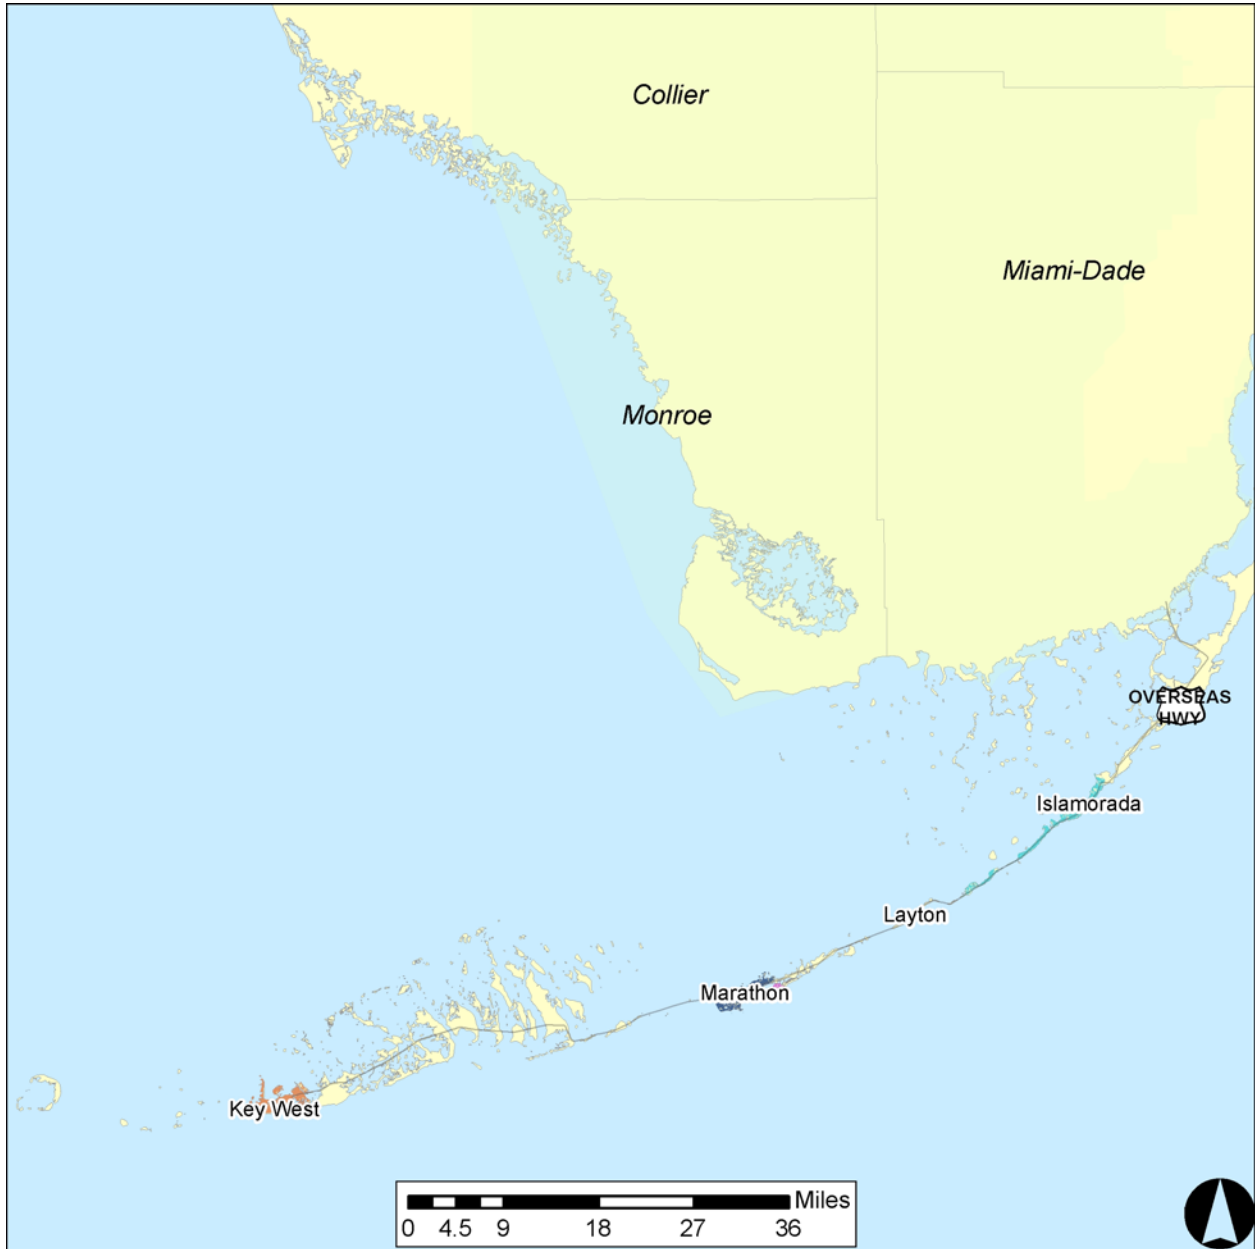 Collier
Miami-Dade
Monroe
OVERSEAS
HWY
Islamorada
Layton
Marathon
Key West
Miles
0 4.5 9 18 27 36